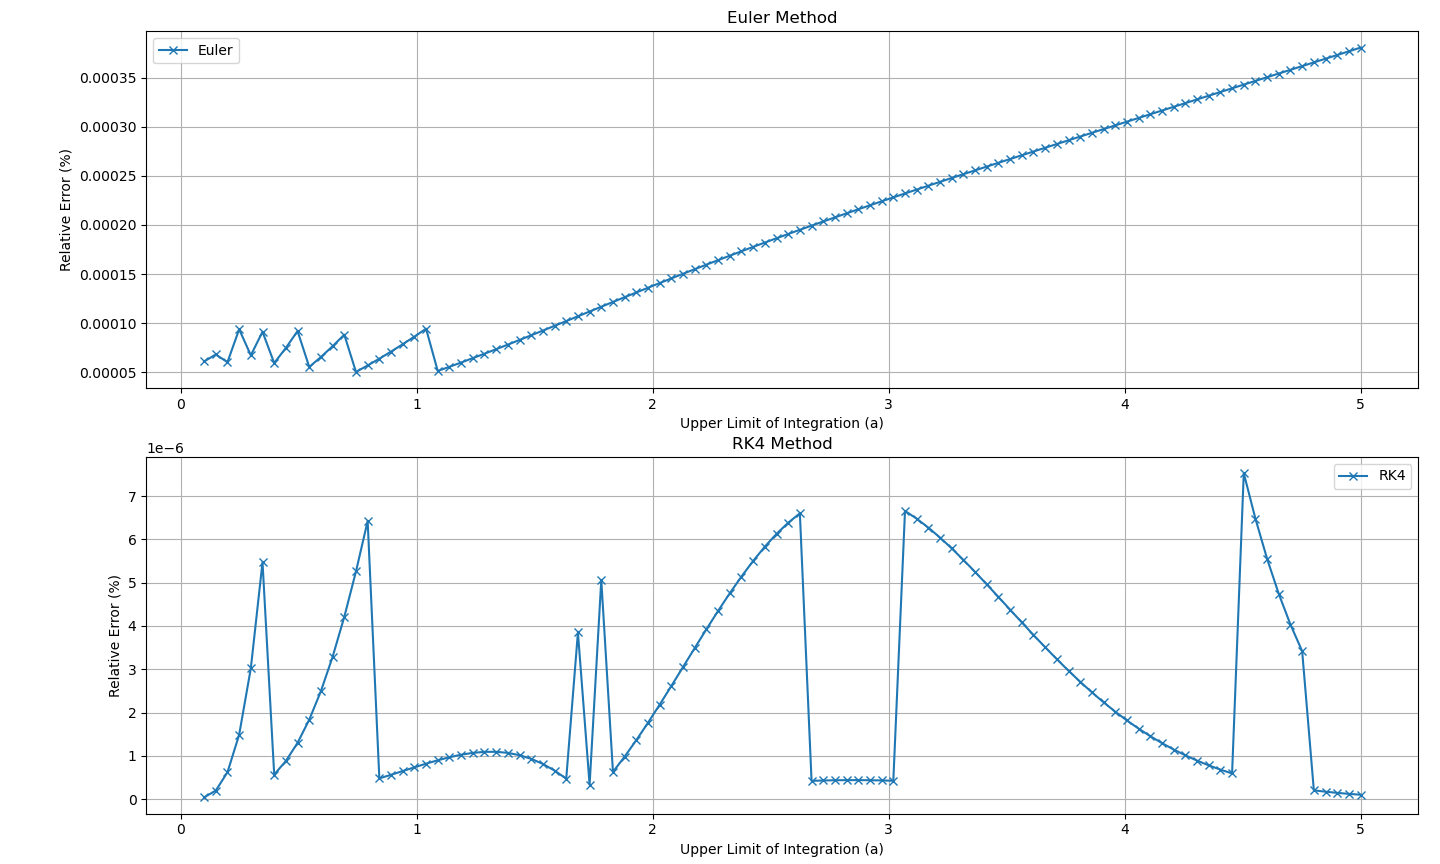 Euler Method
Euler
Relative Error (%)
0.00035
0.00030
0.00025
0.00020
0.00015
0.00010
0.00005
0 1 2 3 4 5
Upper Limit of Integration (a)
RK4 Method
1e−6
RK4
Relative Error (%)
7
6
5
4
3
2
1
0
0 1 2 3 4 5
Upper Limit of Integration (a)